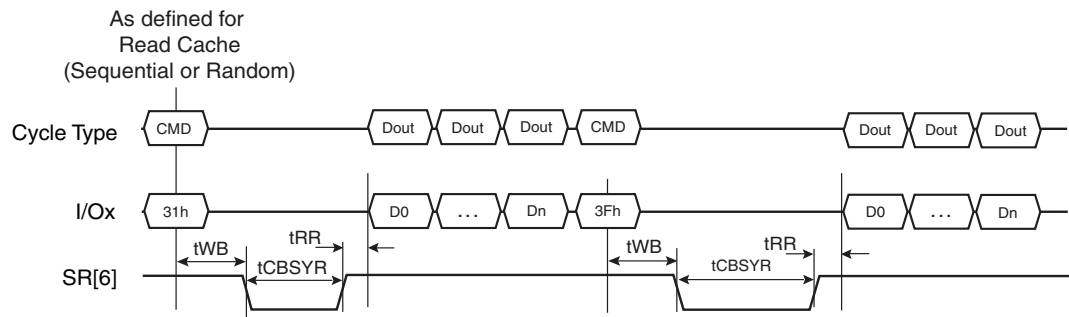 As defined for
Read Cache
(Sequential or Random)
Cycle Type CMD Dout Dout Dout CMD Dout Dout Dout
I/Ox 31h D0 ... Dn 3Fh D0 ... Dn
tWB tRR tWB tRR
tCBSYR tCBSYR
SR[6]